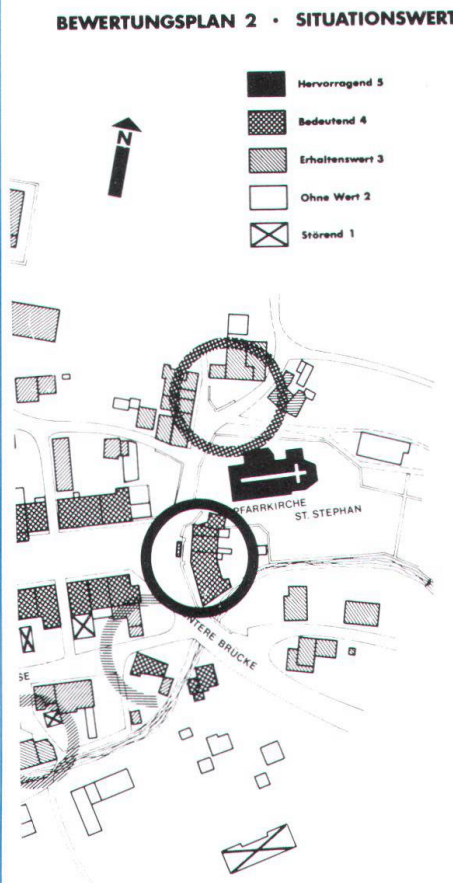 BEWERTUNGSPLAN 2 · SITUATIONSWERT
Hervorragend 5
Bedeutend 4
Erhaltenswert 3
Ohne Wert 2
Störend 1
N
PFARRKIRCHE
ST. STEPHAN
NTERE BRÜCKE
SE